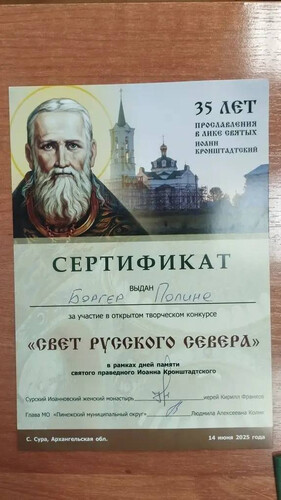 35 ЛЕТ
ПРОСЛАВЛЕНИЯ
В ЛИКЕ СВЯТЫХ
ИОАНН
КРОНШТАДТСКИЙ
СЕРТИФИКАТ
ВЫДАН
Боргер Полине
за участие в открытом творческом конкурсе
«СВЕТ РУССКОГО СЕВЕРА»
в рамках дней памяти
святого праведного Иоанна Кронштадтского
Сурский Иоанновский женский монастырь иерей Кирилл
Глава МО «Пинежский муниципальный округ» Людмила Алексеевна
С. Сура, Архангельская обл. 14 июня 2025 года